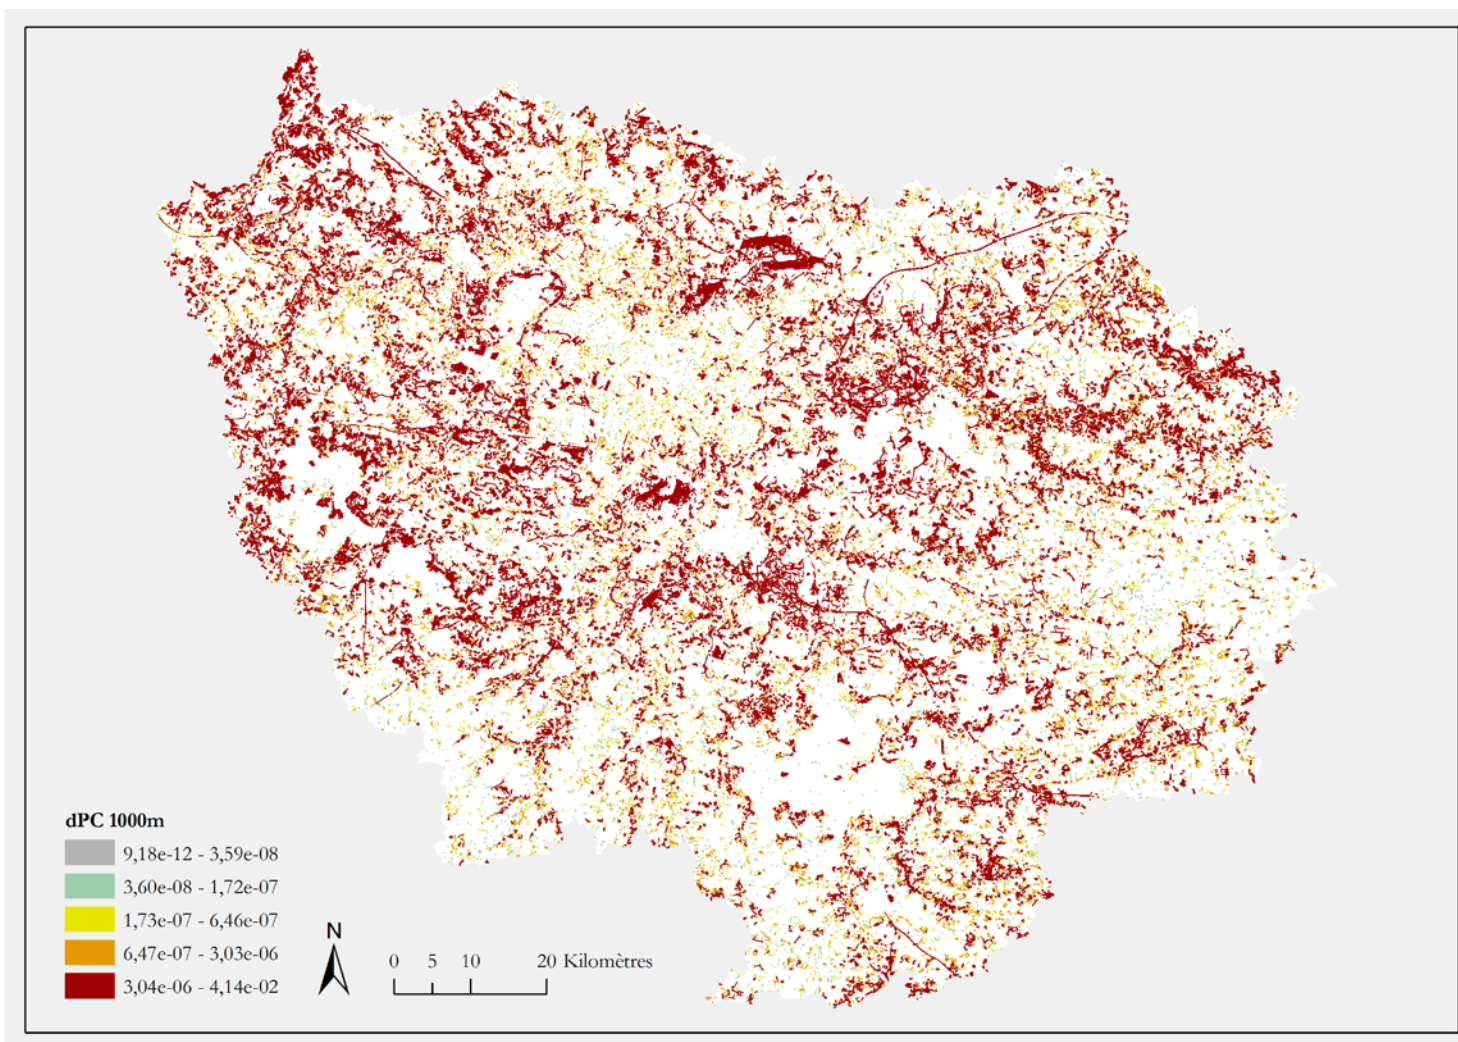 dPC 1000m
9,18e-12 - 3,59e-08
3,60e-08 - 1,72e-07
1,73e-07 - 6,46e-07
6,47e-07 - 3,03e-06
3,04e-06 - 4,14e-02
N
0 5 10 20 Kilomètres